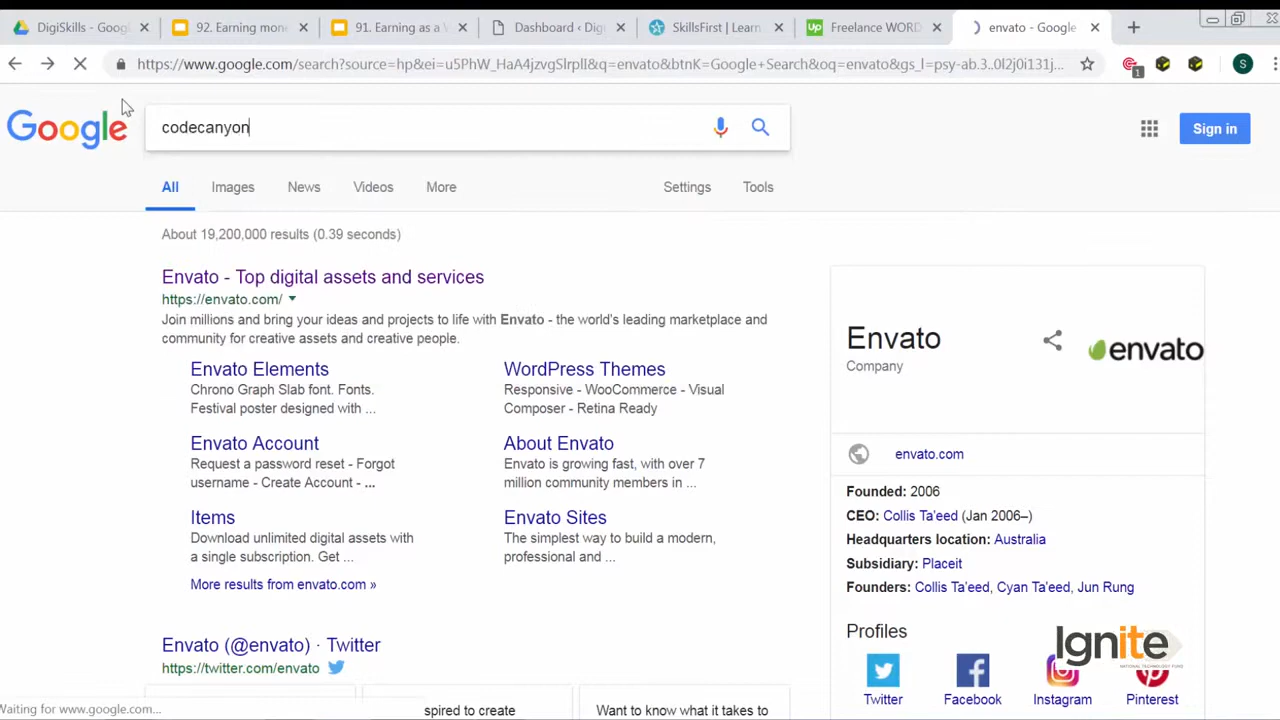 DigiSkills - Googl
92. Earning mon
91. Earning as a V
Dashboard < Dig
SkillsFirst | Learn
Up Freelance WORD
envato - Google
https://www.google.com/search?source=hp&ei=u5PhW_HaA4jzvgSlrplI&q=envato&btnK=Google+Search&oq=envato&gs_l=psy-ab.3..0l2j0i131j...
1
S
Google
codecanyon
Sign in
All Images News Videos More Settings Tools
About 19,200,000 results (0.39 seconds)
Envato - Top digital assets and services
https://envato.com/
Join millions and bring your ideas and projects to life with Envato - the world's leading marketplace and
community for creative assets and creative people.
Envato Elements
Chrono Graph Slab font. Fonts.
Festival poster designed with ...
WordPress Themes
Responsive - WooCommerce - Visual
Composer - Retina Ready
Envato Account
Request a password reset - Forgot
username - Create Account - ...
About Envato
Envato is growing fast, with over 7
million community members in ...
Items
Download unlimited digital assets with
a single subscription. Get ...
Envato Sites
The simplest way to build a modern,
professional and ...
More results from envato.com »
Envato (@envato) · Twitter
https://twitter.com/envato
spired to create
Want to know what it takes to
Envato
Company
envato
envato.com
Founded: 2006
CEO: Collis Ta'eed (Jan 2006–)
Headquarters location: Australia
Subsidiary: Placeit
Founders: Collis Ta'eed, Cyan Ta'eed, Jun Rung
Profiles
Twitter
Facebook
Instagram
Pinterest
Ignite
NATIONAL TECHNOLOGY FUND
Waiting for www.google.com...